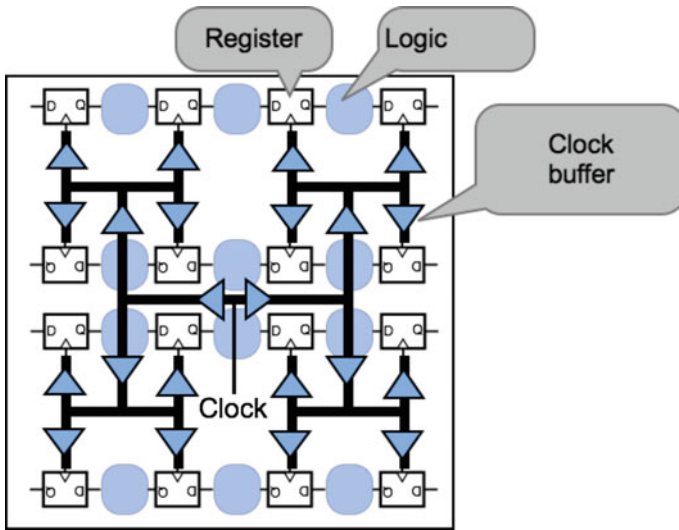 Register
Logic
D Q D Q D Q D Q
Clock
buffer
Q D Q D Q D Q D
D Q D Q D Q D Q
Clock
Q D Q D Q D Q D